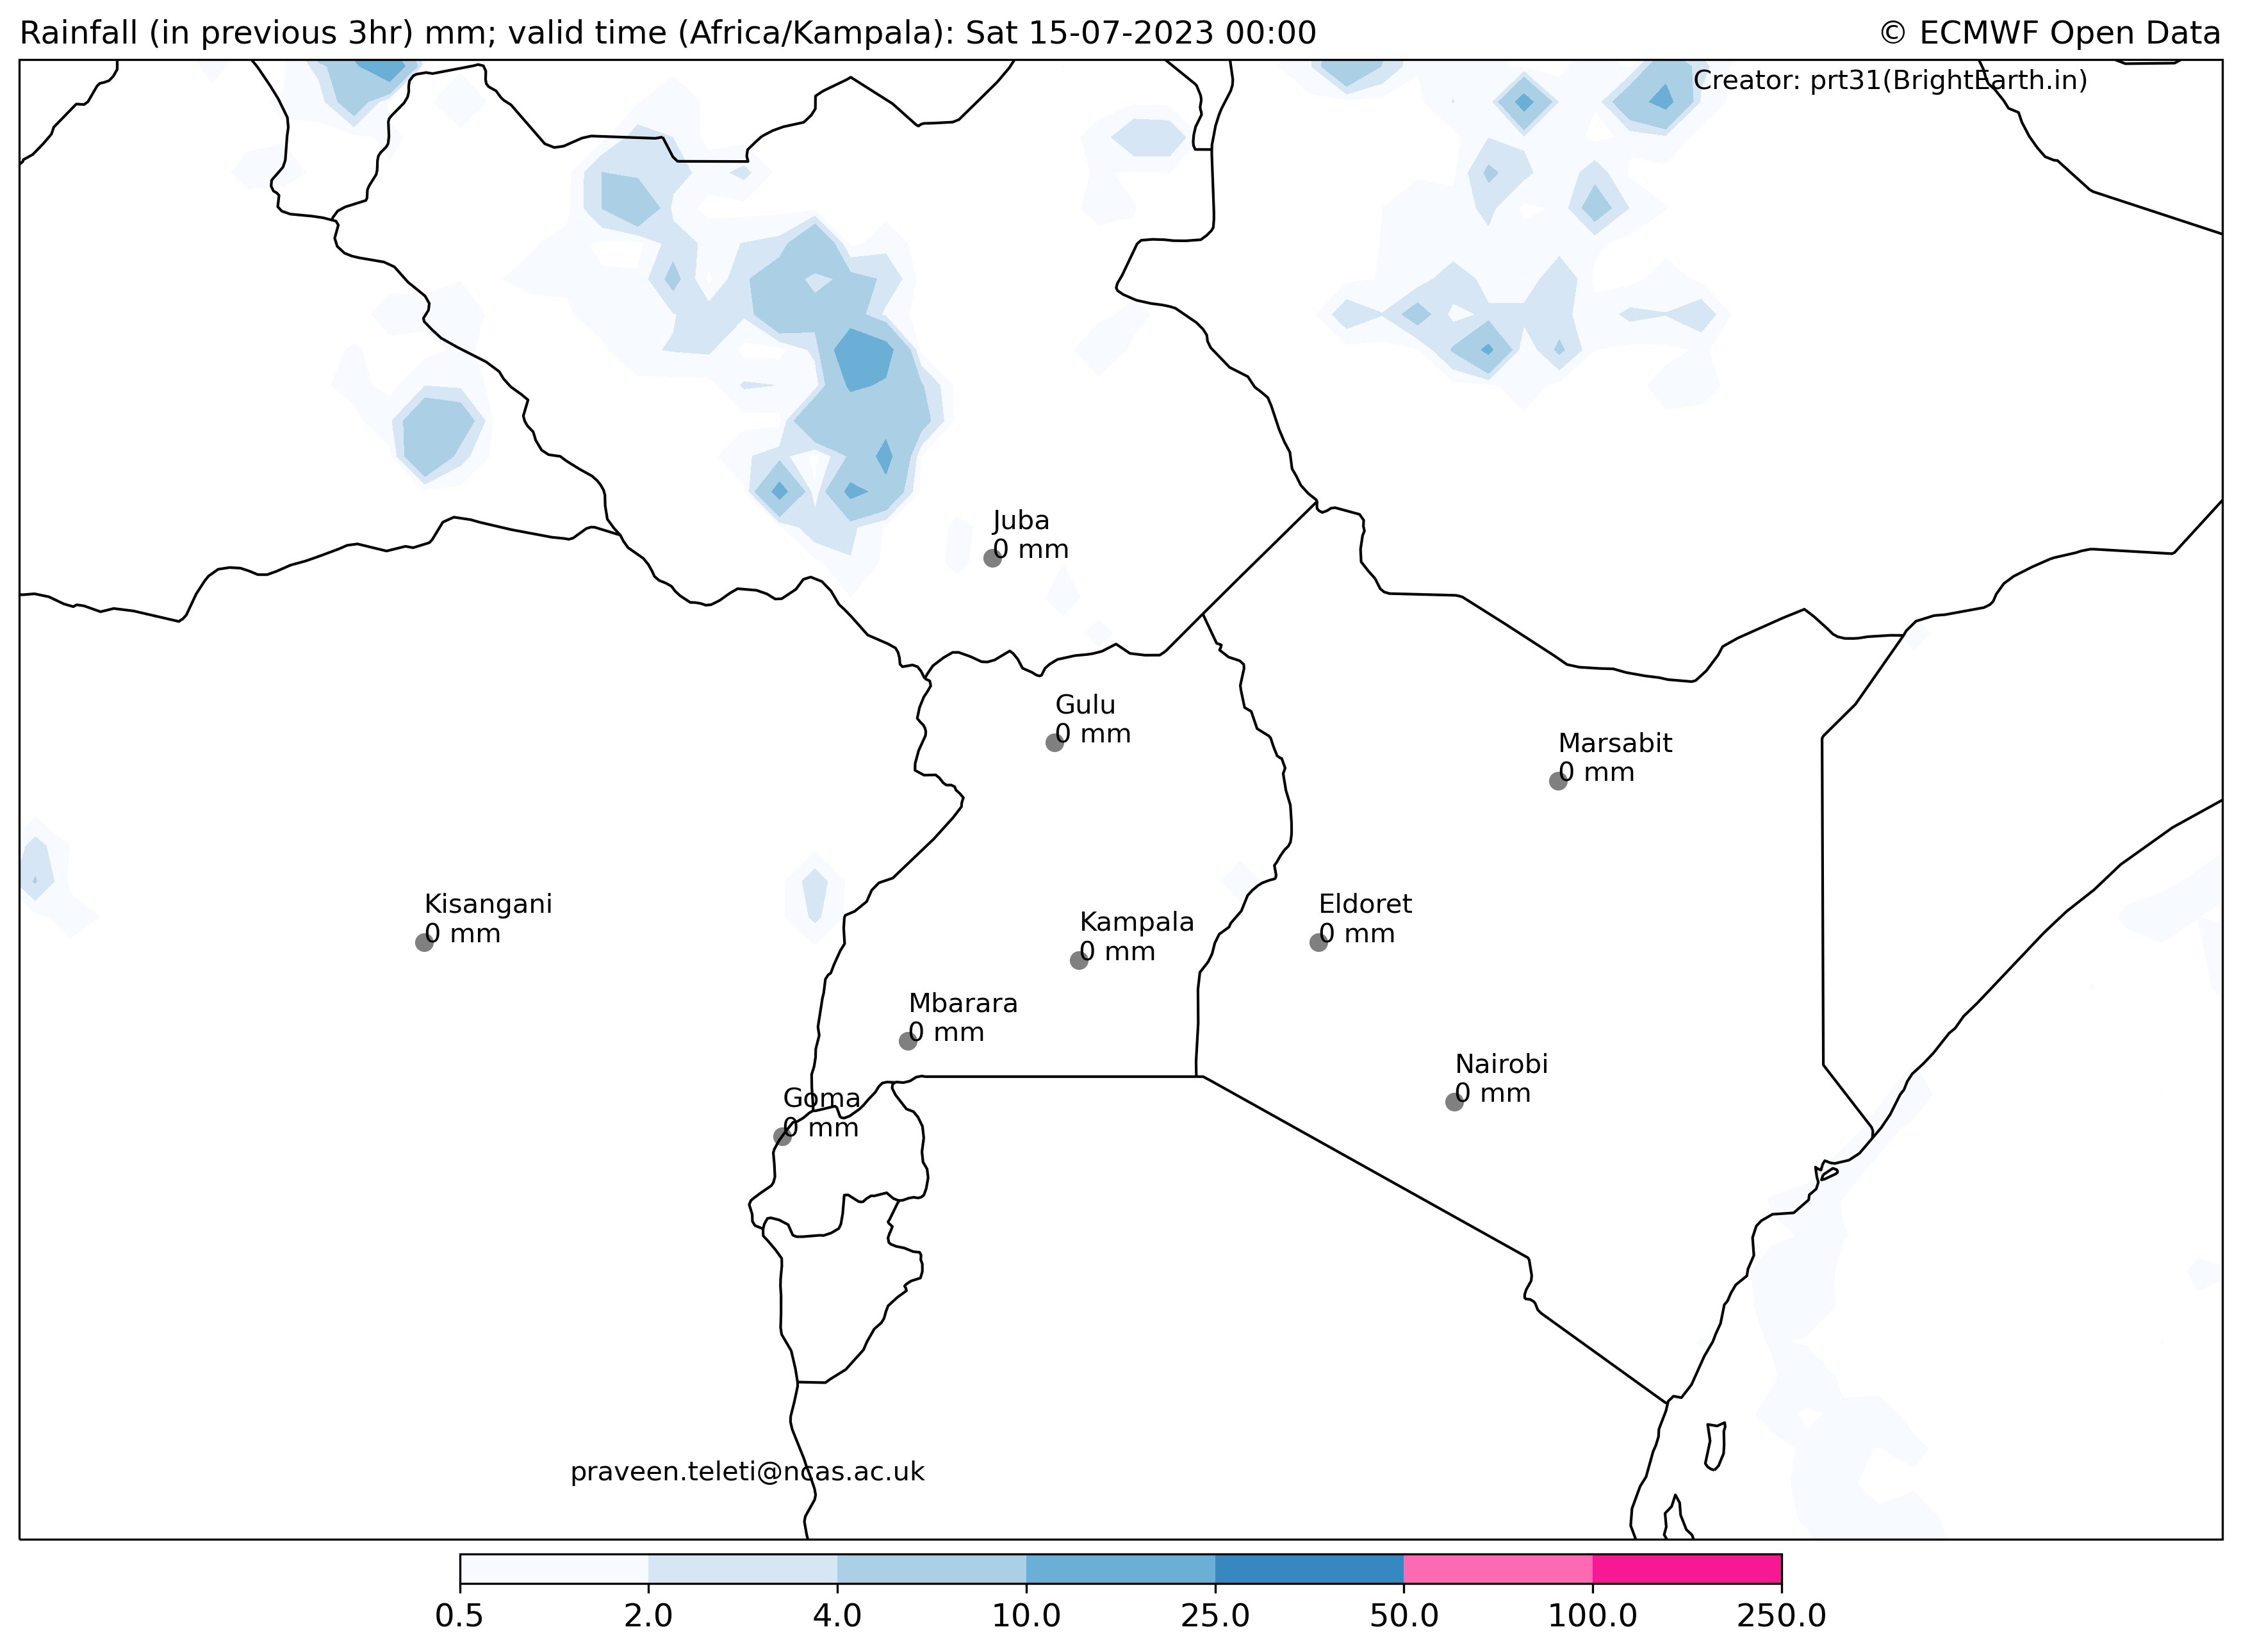 Rainfall (in previous 3hr) mm; valid time (Africa/Kampala): Sat 15-07-2023 00:00
© ECMWF Open Data
Creator: prt31(BrightEarth.in)
Juba
0 mm
Gulu
0 mm
Marsabit
0 mm
Kisangani
0 mm
Kampala
0 mm
Eldoret
0 mm
Mbarara
0 mm
Nairobi
0 mm
Goma
0 mm
praveen.teleti@ncas.ac.uk
0.5 2.0 4.0 10.0 25.0 50.0 100.0 250.0